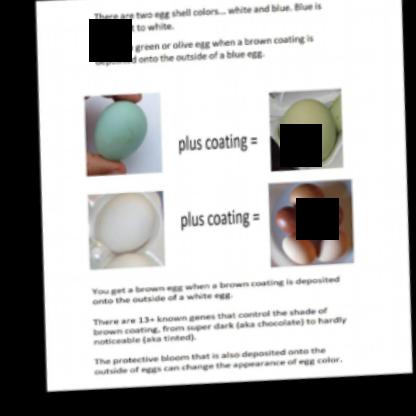 There are two egg shell colors... white and blue. Blue is
to white.
green or olive egg when a brown coating is
onto the outside of a blue egg.
plus coating =
plus coating =
You get a brown egg when a brown coating is deposited
onto the outside of a white egg.
There are 13+ known genes that control the shade of
brown coating, from super dark (aka chocolate) to hardly
noticeable (aka tinted).
The protective bloom that is also deposited onto the
outside of eggs can change the appearance of egg color.